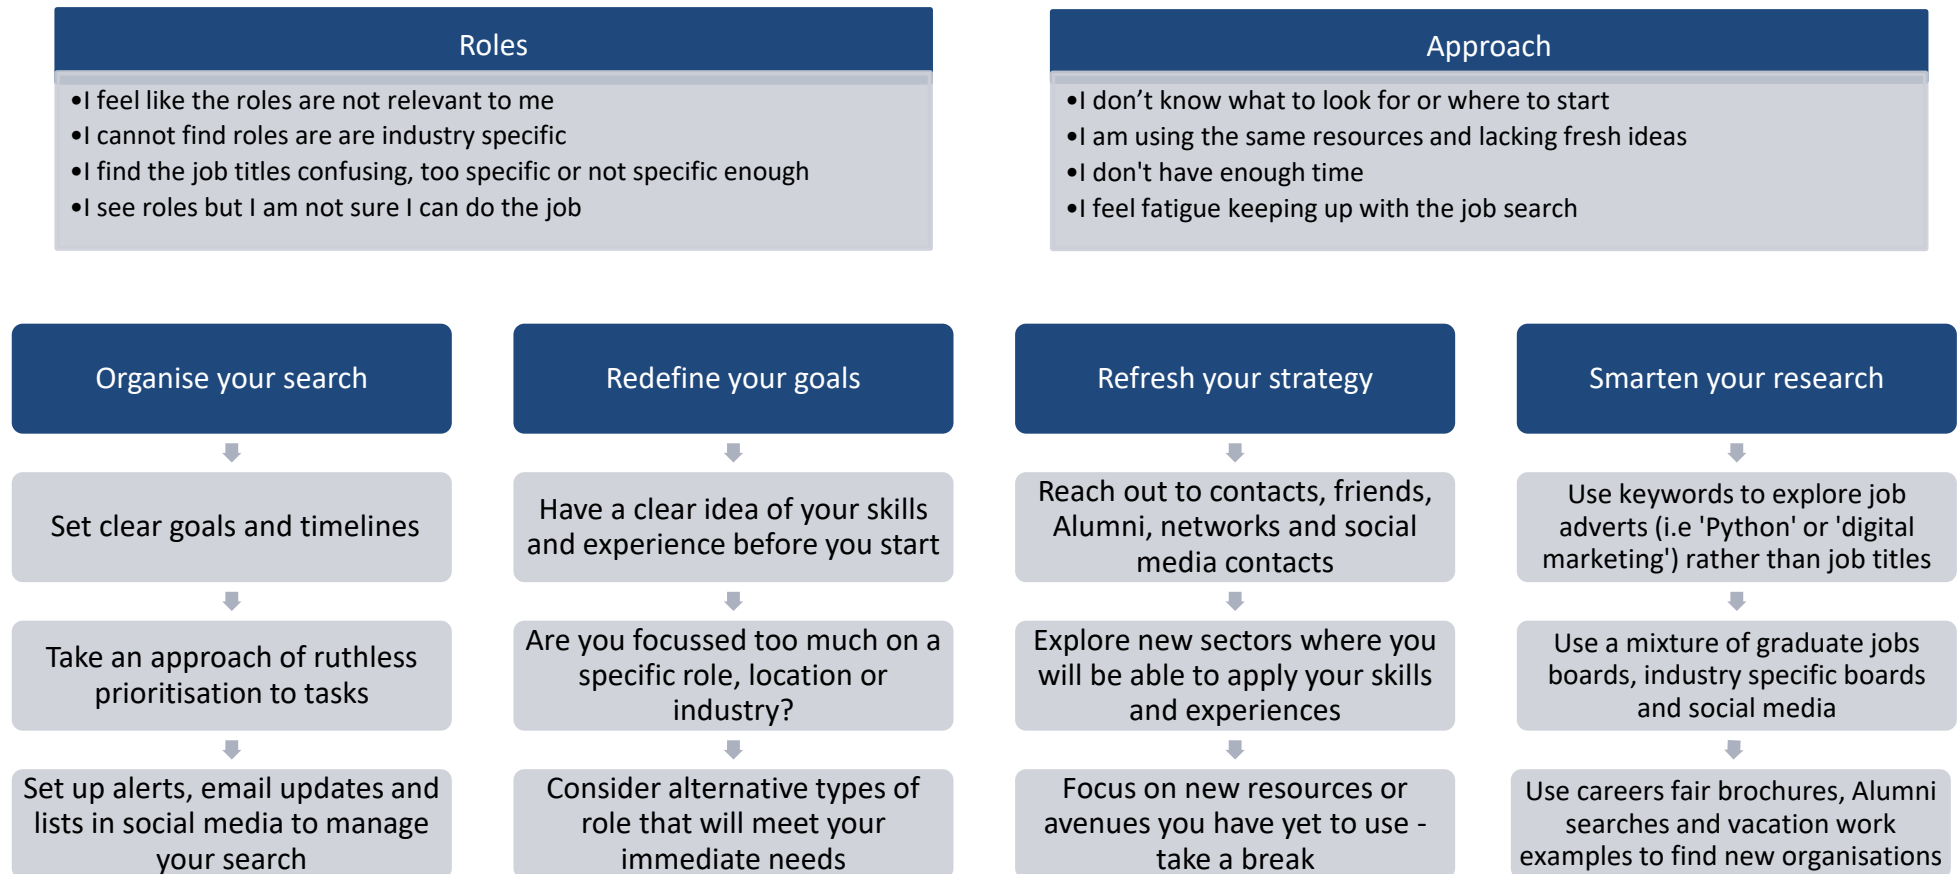 Roles
•I feel like the roles are not relevant to me
•I cannot find roles are are industry specific
•I find the job titles confusing, too specific or not specific enough
•I see roles but I am not sure I can do the job
Approach
•I don’t know what to look for or where to start
•I am using the same resources and lacking fresh ideas
•I don't have enough time
•I feel fatigue keeping up with the job search
Organise your search
Set clear goals and timelines
Take an approach of ruthless
prioritisation to tasks
Set up alerts, email updates and
lists in social media to manage
your search
Redefine your goals
Have a clear idea of your skills
and experience before you start
Are you focussed too much on a
specific role, location or
industry?
Consider alternative types of
role that will meet your
immediate needs
Refresh your strategy
Reach out to contacts, friends,
Alumni, networks and social
media contacts
Explore new sectors where you
will be able to apply your skills
and experiences
Focus on new resources or
avenues you have yet to use -
take a break
Smarten your research
Use keywords to explore job
adverts (i.e 'Python' or 'digital
marketing') rather than job titles
Use a mixture of graduate jobs
boards, industry specific boards
and social media
Use careers fair brochures, Alumni
searches and vacation work
examples to find new organisations